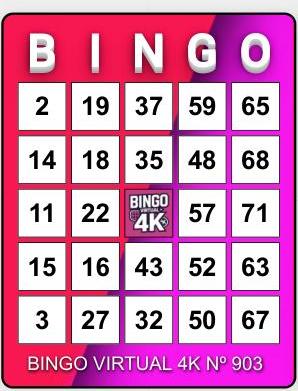 B I N G O
2 19 37 59 65
14 18 35 48 68
11 22 BINGO VIRTUAL 4K 57 71
15 16 43 52 63
3 27 32 50 67
BINGO VIRTUAL 4K Nº 903